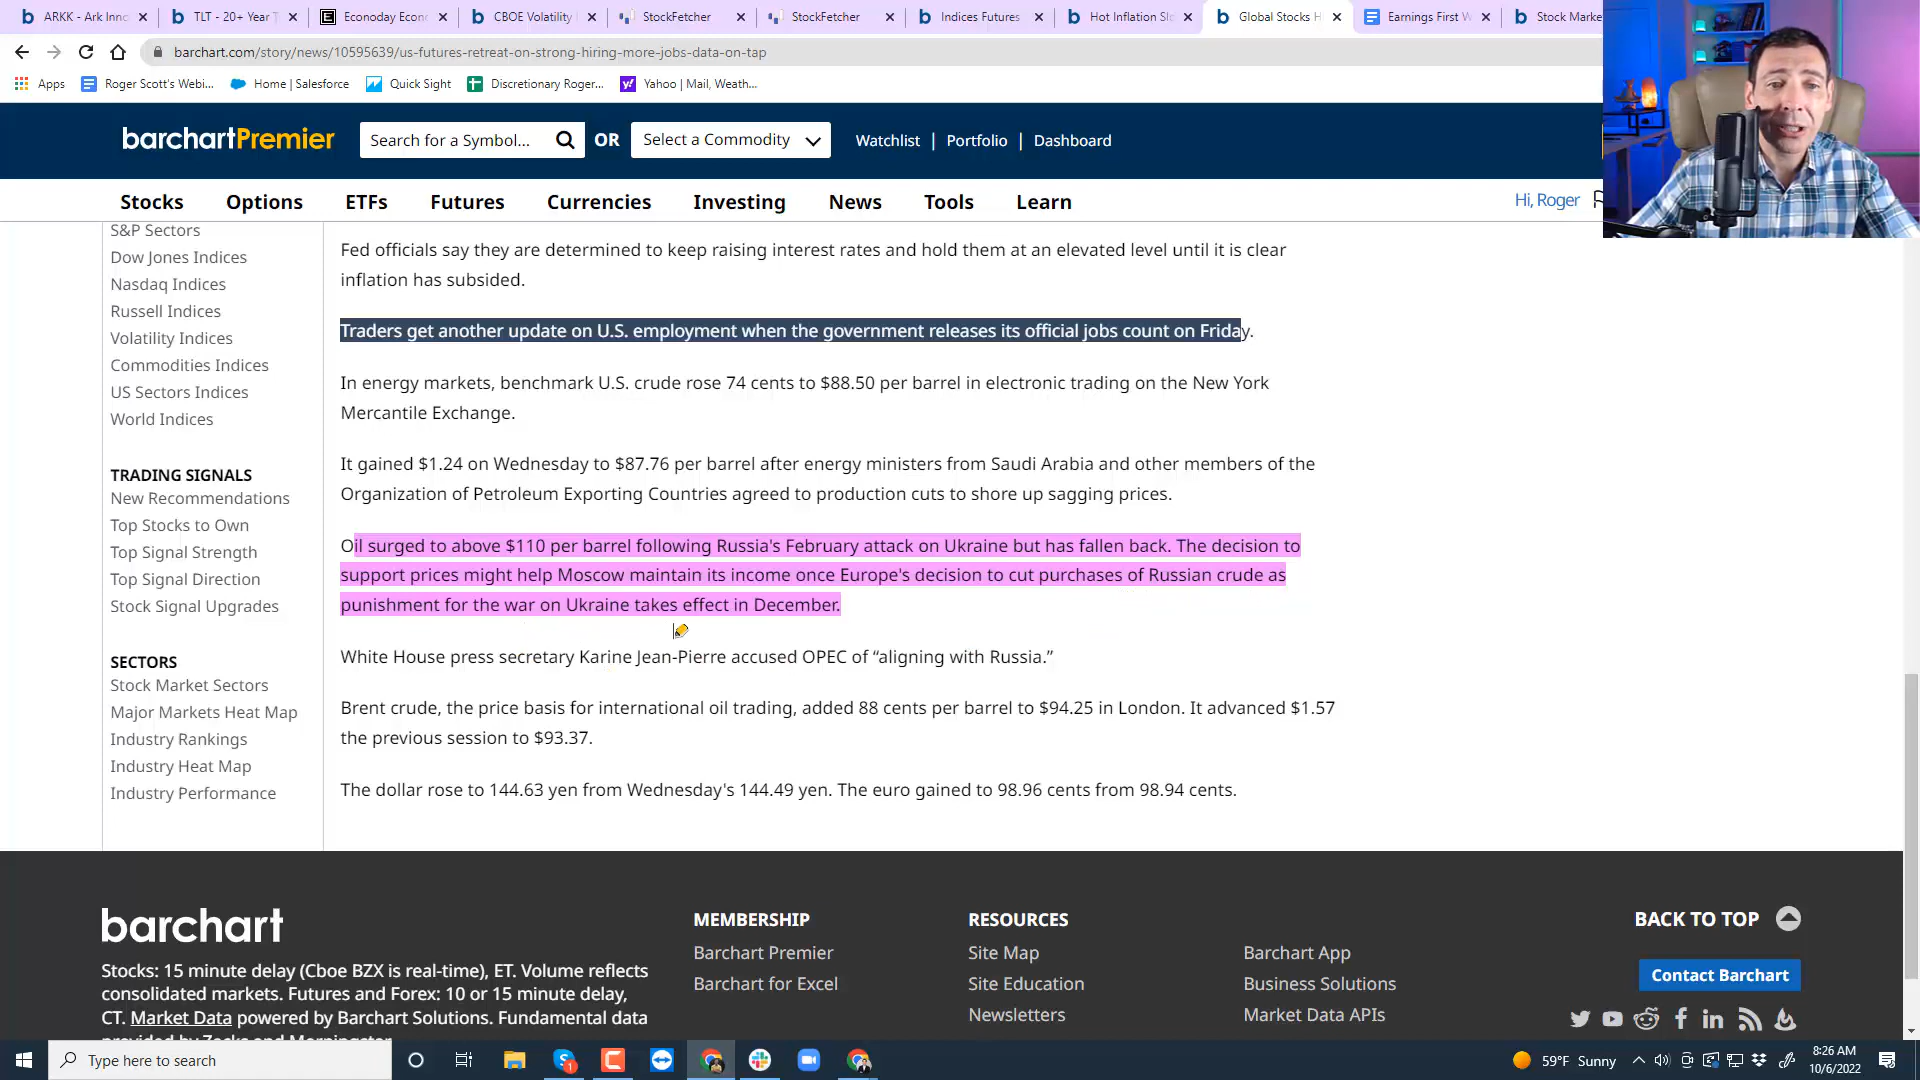 ARKK - Ark Inno
TLT - 20+ Year T
Econoday Econ
CBOE Volatility
StockFetcher
StockFetcher
Indices Futures
Hot Inflation Slo
Global Stocks H
Earnings First W
Stock Marke
barchart.com/story/news/10595639/us-futures-retreat-on-strong-hiring-more-jobs-data-on-tap
Apps
Roger Scott's Webi...
Home | Salesforce
Quick Sight
Discretionary Roger...
Yahoo | Mail, Weath...
barchartPremier
Search for a Symbol...
OR
Select a Commodity
Watchlist | Portfolio | Dashboard
Stocks Options ETFs Futures Currencies Investing News Tools Learn
Hi, Roger
S&P Sectors
Dow Jones Indices
Nasdaq Indices
Russell Indices
Volatility Indices
Commodities Indices
US Sectors Indices
World Indices
TRADING SIGNALS
New Recommendations
Top Stocks to Own
Top Signal Strength
Top Signal Direction
Stock Signal Upgrades
SECTORS
Stock Market Sectors
Major Markets Heat Map
Industry Rankings
Industry Heat Map
Industry Performance
Fed officials say they are determined to keep raising interest rates and hold them at an elevated level until it is clear
inflation has subsided.
Traders get another update on U.S. employment when the government releases its official jobs count on Friday.
In energy markets, benchmark U.S. crude rose 74 cents to $88.50 per barrel in electronic trading on the New York
Mercantile Exchange.
It gained $1.24 on Wednesday to $87.76 per barrel after energy ministers from Saudi Arabia and other members of the
Organization of Petroleum Exporting Countries agreed to production cuts to shore up sagging prices.
Oil surged to above $110 per barrel following Russia's February attack on Ukraine but has fallen back. The decision to
support prices might help Moscow maintain its income once Europe's decision to cut purchases of Russian crude as
punishment for the war on Ukraine takes effect in December.
White House press secretary Karine Jean-Pierre accused OPEC of “aligning with Russia.”
Brent crude, the price basis for international oil trading, added 88 cents per barrel to $94.25 in London. It advanced $1.57
the previous session to $93.37.
The dollar rose to 144.63 yen from Wednesday's 144.49 yen. The euro gained to 98.96 cents from 98.94 cents.
barchart
Stocks: 15 minute delay (Cboe BZX is real-time), ET. Volume reflects
consolidated markets. Futures and Forex: 10 or 15 minute delay,
CT. Market Data powered by Barchart Solutions. Fundamental data
provided by Zacks and Morningstar.
MEMBERSHIP
Barchart Premier
Barchart for Excel
RESOURCES
Site Map
Site Education
Newsletters
Barchart App
Business Solutions
Market Data APIs
BACK TO TOP
Contact Barchart
Type here to search
59°F Sunny
8:26 AM
10/6/2022